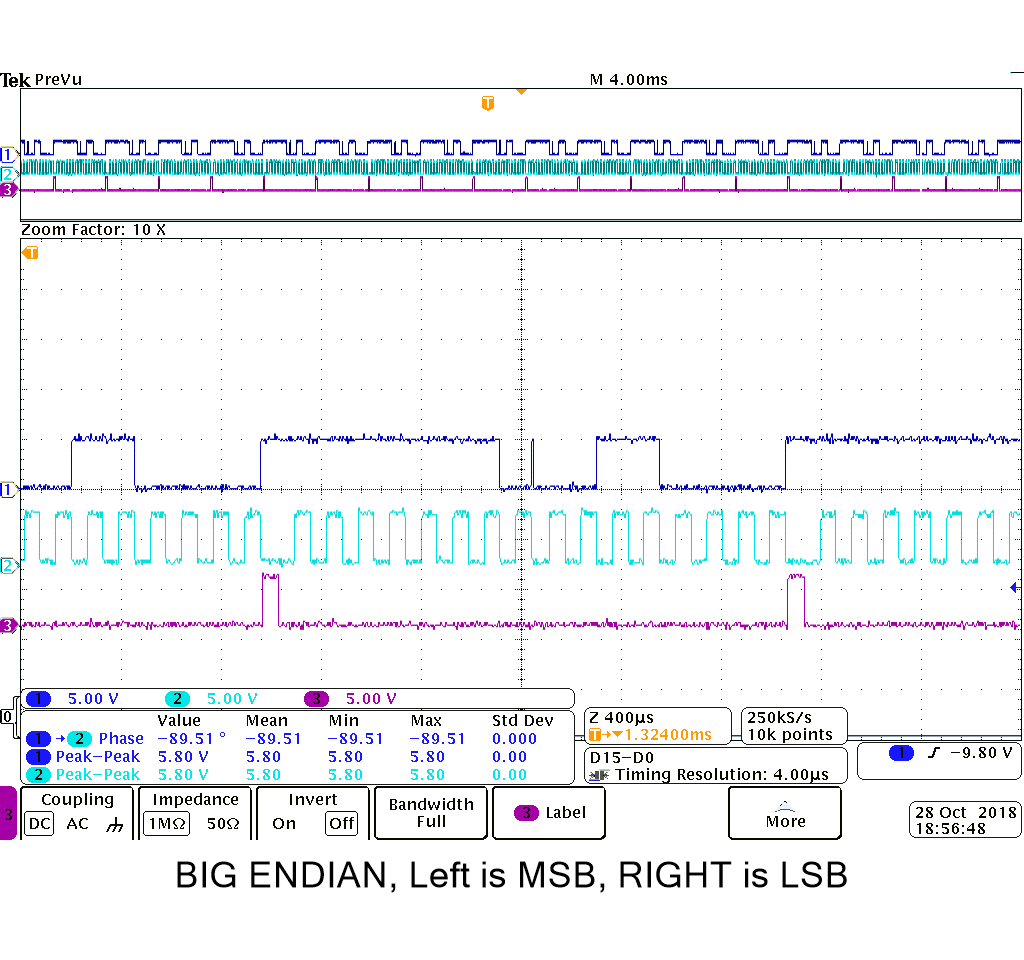 Tek PreVu M 4.00ms
T
1
2
3
Zoom Factor: 10 X
T
1
2
3
0
1 5.00 V 2 5.00 V 3 5.00 V
Value Mean Min Max Std Dev
1 → 2 Phase −89.51 ° −89.51 −89.51 −89.51 0.000
1 Peak−Peak 5.80 V 5.80 5.80 5.80 0.00
2 Peak−Peak 5.80 V 5.80 5.80 5.80 0.00
Z 400µs
T→▼1.32400ms
250kS/s
10k points
D15−D0
Timing Resolution: 4.00µs
1 −9.80 V
3
Coupling
DC AC
Impedance
1MΩ 50Ω
Invert
On Off
Bandwidth
Full
3 Label
More
28 Oct 2018
18:56:48
BIG ENDIAN, Left is MSB, RIGHT is LSB